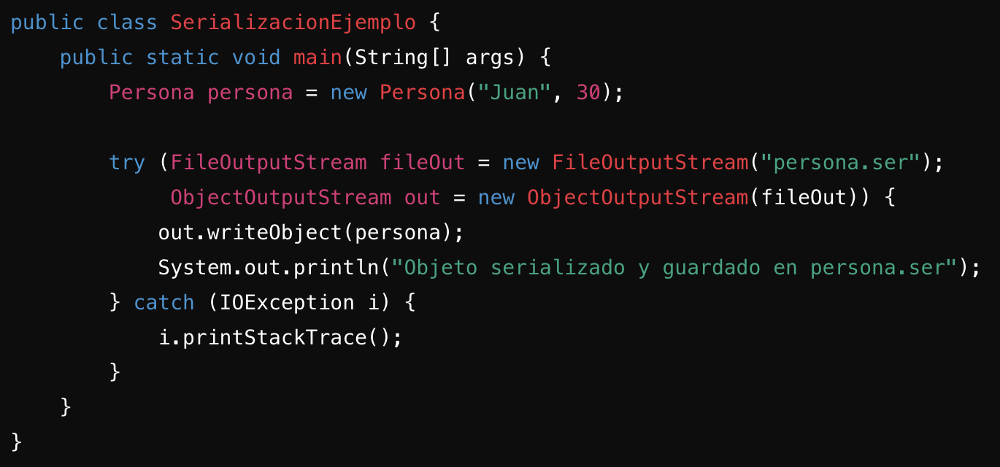 public class SerializacionEjemplo {
    public static void main(String[] args) {
        Persona persona = new Persona("Juan", 30);

        try (FileOutputStream fileOut = new FileOutputStream("persona.ser");
             ObjectOutputStream out = new ObjectOutputStream(fileOut)) {
            out.writeObject(persona);
            System.out.println("Objeto serializado y guardado en persona.ser");
        } catch (IOException i) {
            i.printStackTrace();
        }
    }
}